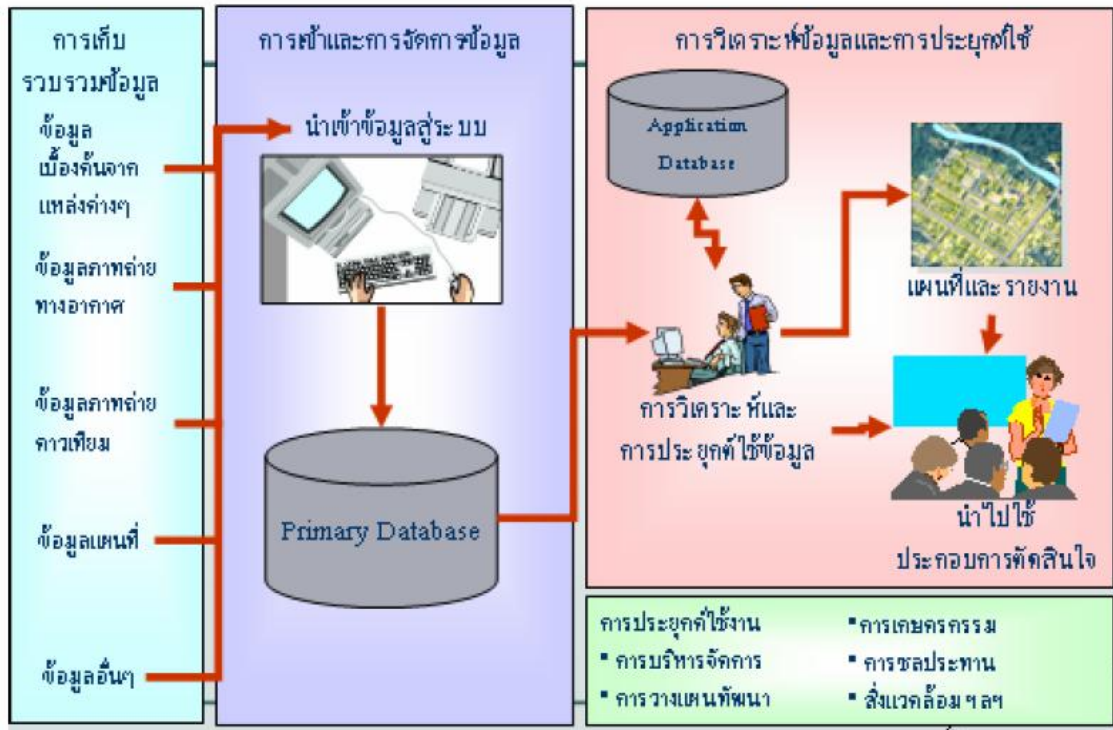 การเก็บ
รวบรวมข้อมูล
ข้อมูล
เบื้องต้นจาก
แหล่งต่างๆ
ข้อมูลภาพถ่าย
ทางอากาศ
ข้อมูลภาพถ่าย
ดาวเทียม
ข้อมูลแผนที่
ข้อมูลอื่นๆ
การเข้าและการจัดการข้อมูล
นำเข้าข้อมูลสู่ระบบ
Primary Database
การวิเคราะห์ข้อมูลและการประยุกต์ใช้
Application
Database
แผนที่และรายงาน
การวิเคราะห์และ
การประยุกต์ใช้ข้อมูล
นำไปใช้
ประกอบการตัดสินใจ
การประยุกต์ใช้งาน
▪ การบริหารจัดการ
▪ การวางแผนพัฒนา
▪ การเกษตรกรรม
▪ การชลประทาน
▪ สิ่งแวดล้อม ฯลฯ